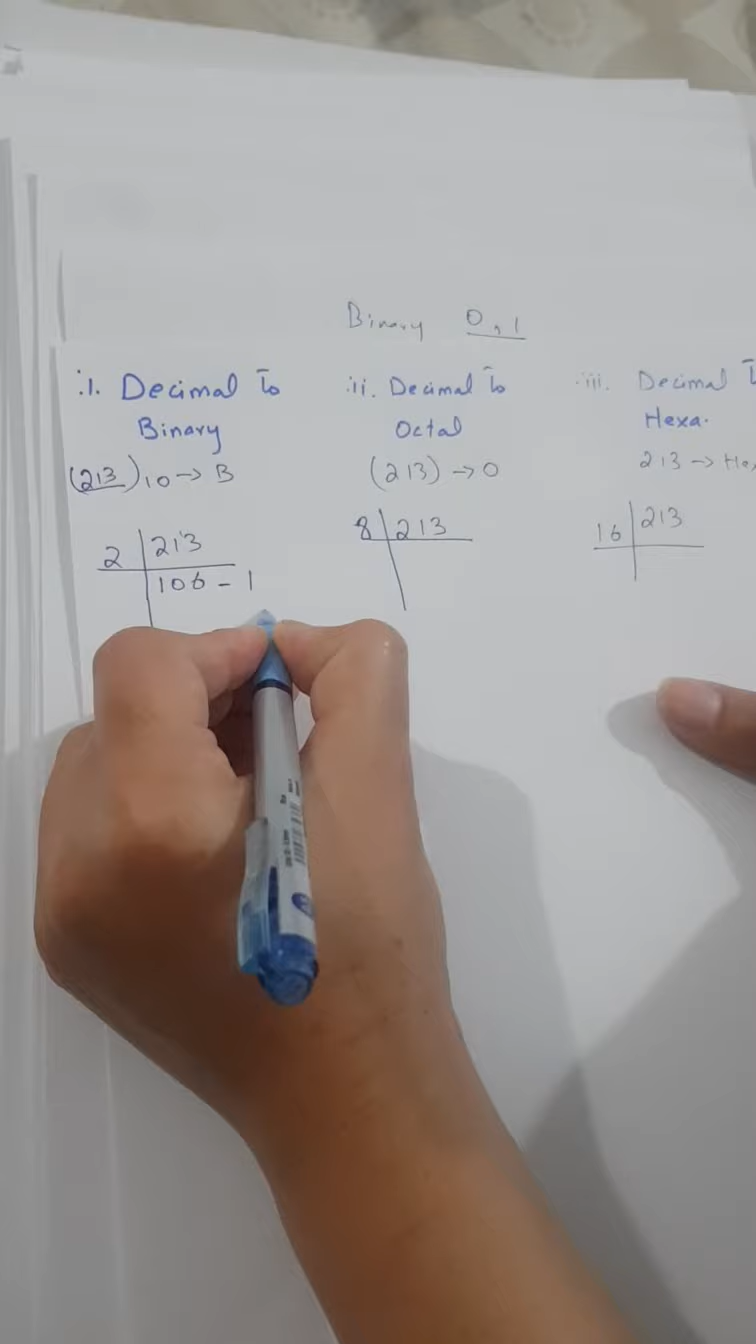 Binary 0,1
:i. Decimal To
Binary
(213)10 → B
2 | 213
106 - 1
:ii. Decimal To
Octal
(213) → O
8 | 213
:iii. Decimal T
Hexa.
213 → Hex
16 | 213